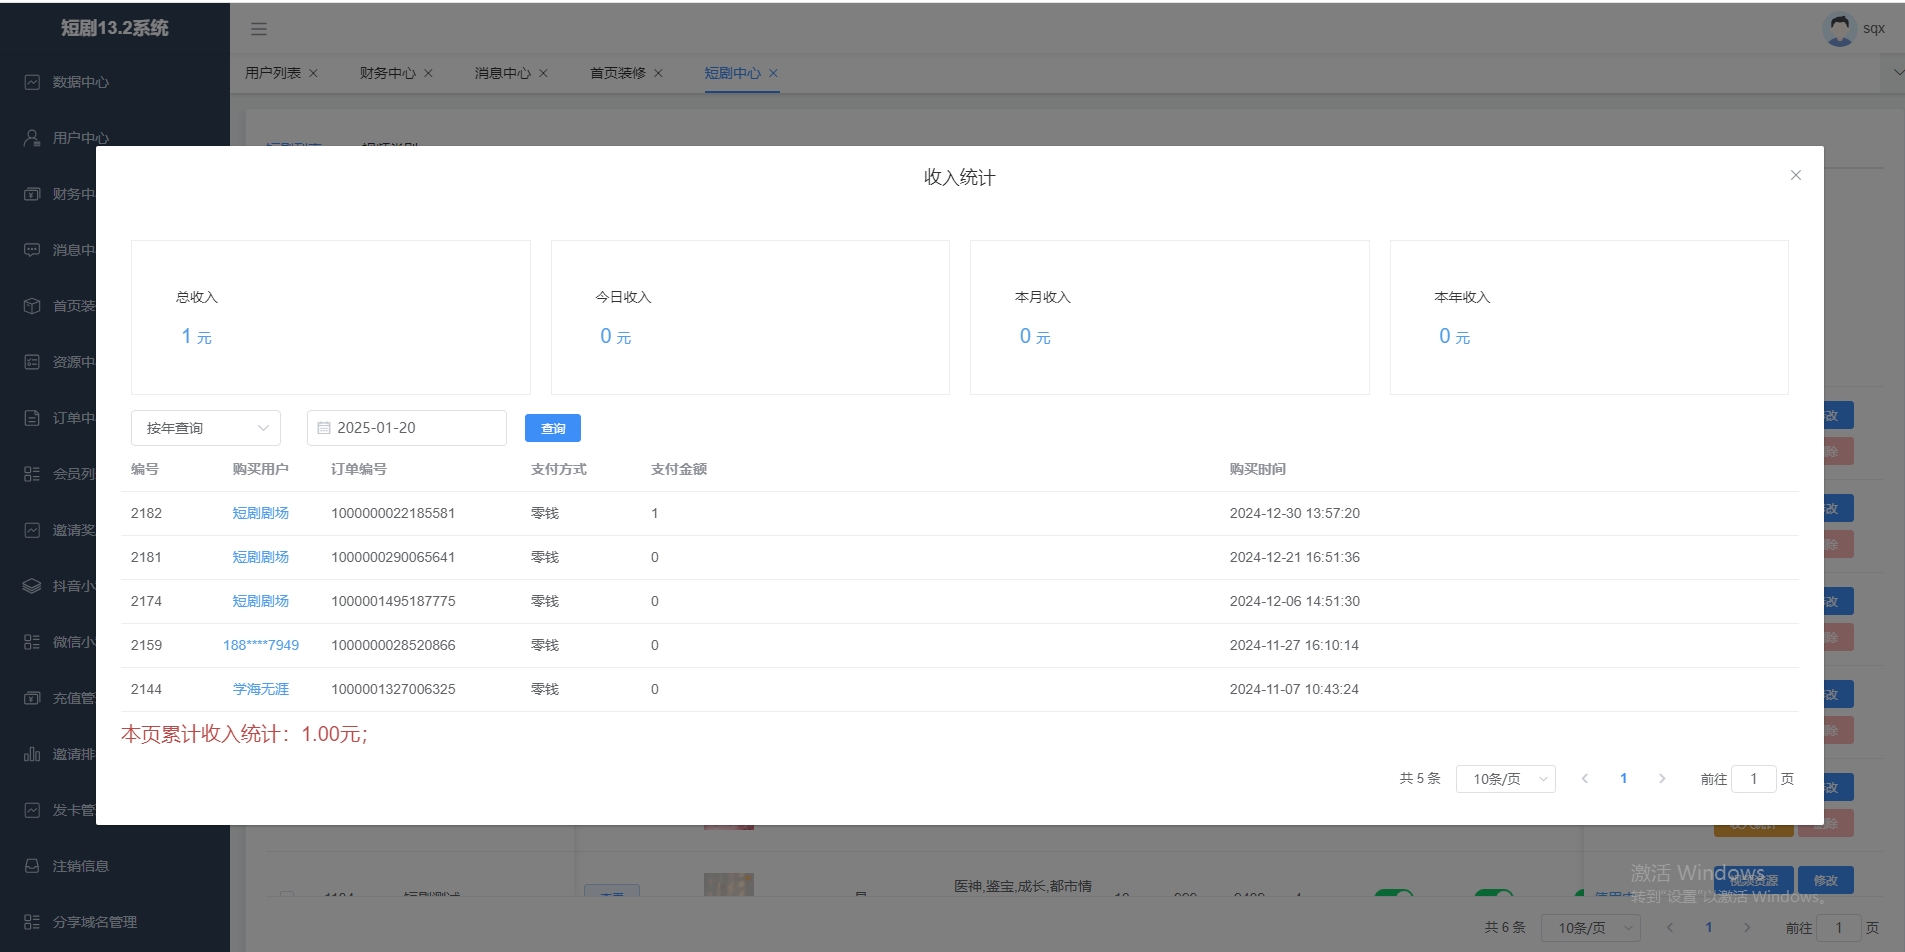 短剧13.2系统
sqx
用户列表 × 财务中心 × 消息中心 × 首页装修 × 短剧中心 ×
数据中心
用户中心
财务中
消息中
首页装
资源中
订单中
会员列
邀请奖
抖音小
微信小
充值管
邀请排
发卡管
注销信息
分享域名管理
收入统计
总收入
1 元
今日收入
0 元
本月收入
0 元
本年收入
0 元
按年查询 2025-01-20 查询
编号 购买用户 订单编号 支付方式 支付金额 购买时间
2182 短剧剧场 1000000022185581 零钱 1 2024-12-30 13:57:20
2181 短剧剧场 1000000290065641 零钱 0 2024-12-21 16:51:36
2174 短剧剧场 1000001495187775 零钱 0 2024-12-06 14:51:30
2159 188****7949 1000000028520866 零钱 0 2024-11-27 16:10:14
2144 学海无涯 1000001327006325 零钱 0 2024-11-07 10:43:24
本页累计收入统计：1.00元;
共 5 条 10条/页 1 前往 1 页
医神,鉴宝,成长,都市情
视频资源 修改
激活 Windows
转到"设置"以激活 Windows。
共 6 条 10条/页 1 前往 1 页